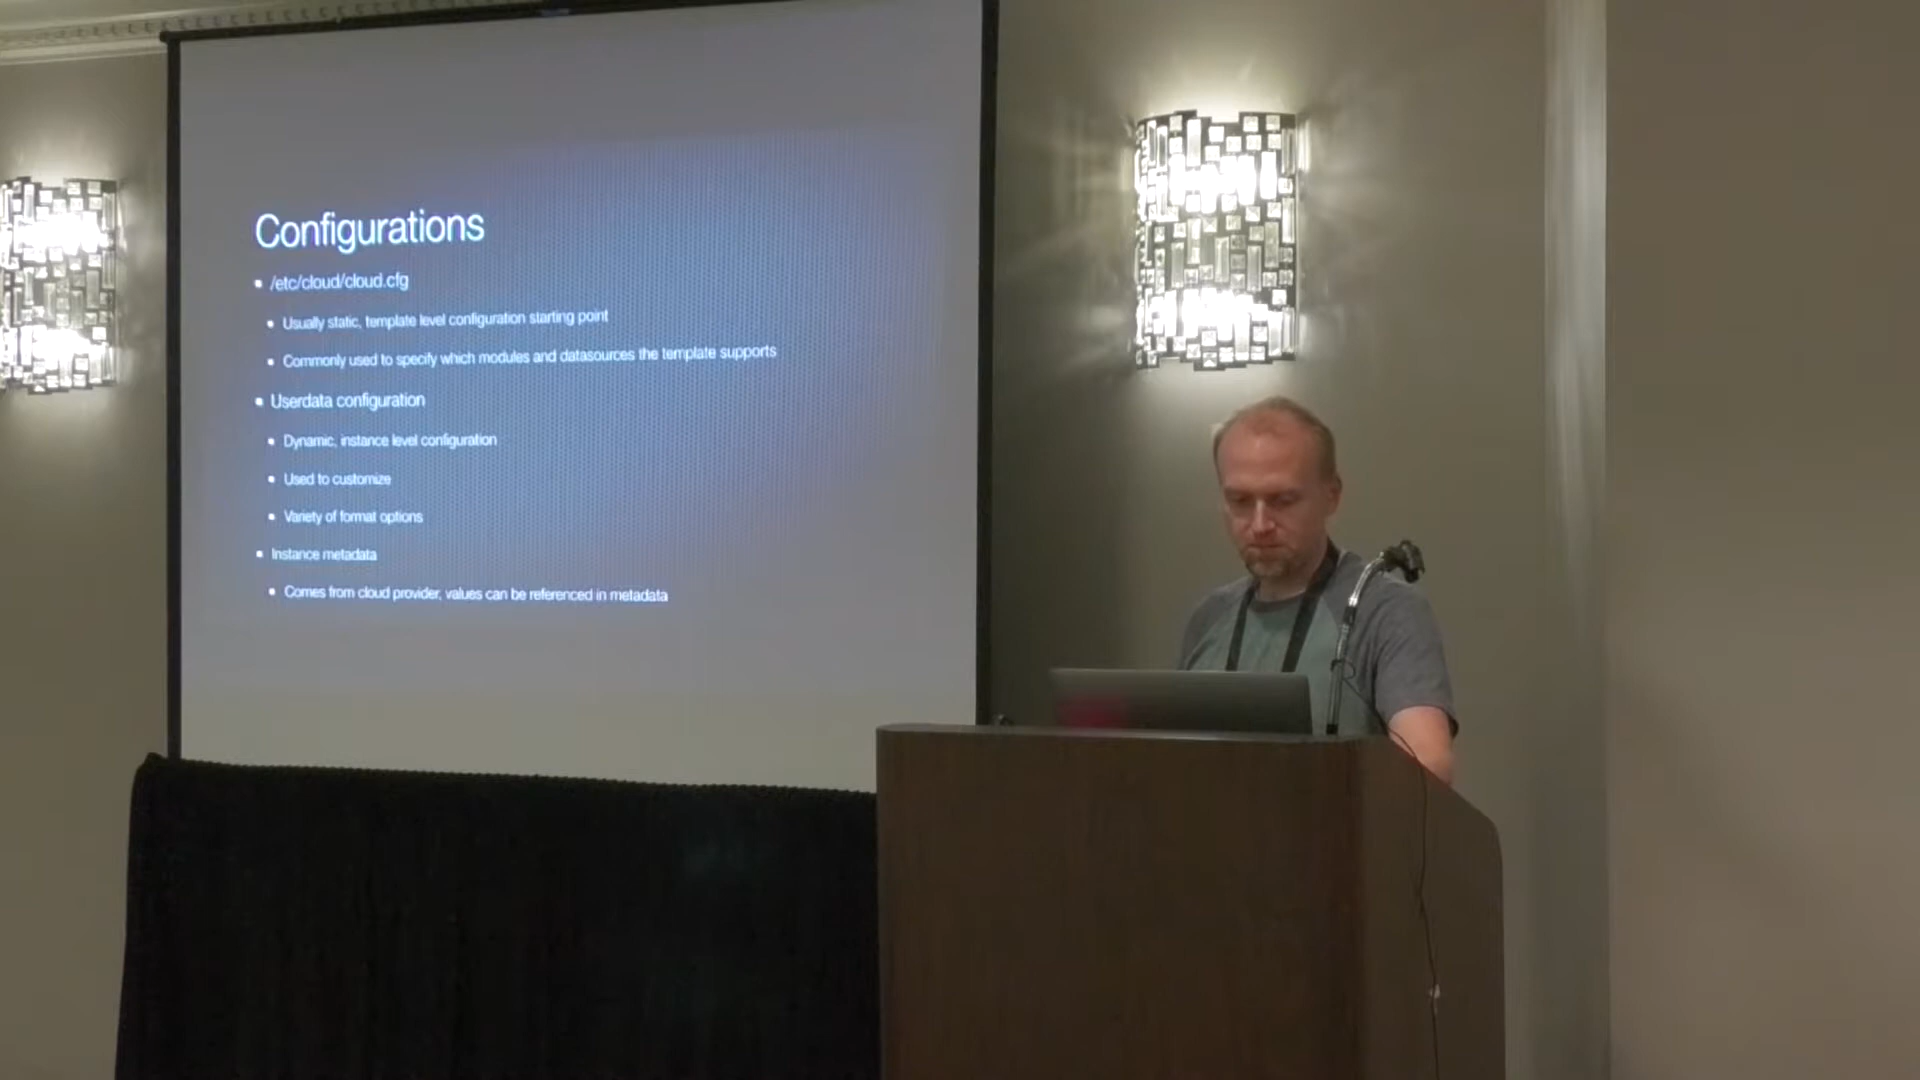 Configurations
/etc/cloud/cloud.cfg
Usually static, template level configuration starting point
Commonly used to specify which modules and datasources the template supports
Userdata configuration
Dynamic, instance level configuration
Used to customize
Variety of format options
Instance metadata
Comes from cloud provider, values can be referenced in metadata